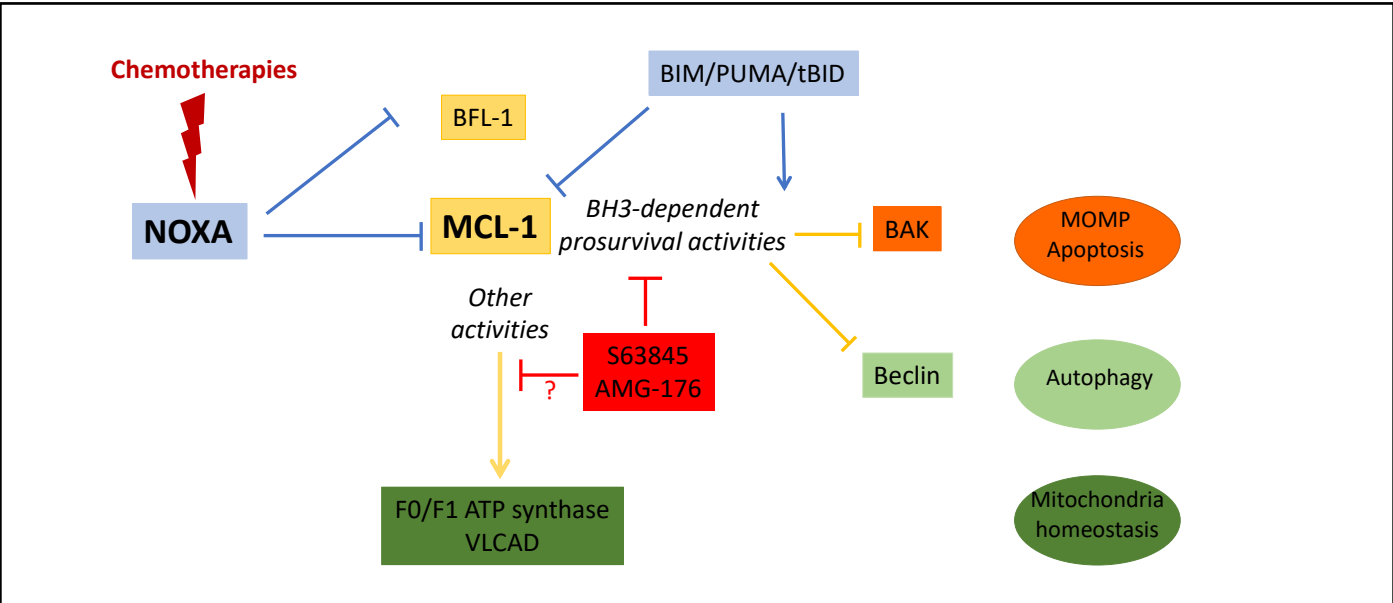 Chemotherapies
BIM/PUMA/tBID
BFL-1
NOXA
MCL-1
BH3-dependent
prosurvival activities
BAK
MOMP
Apoptosis
Other
activities
S63845
AMG-176
?
Beclin
Autophagy
F0/F1 ATP synthase
VLCAD
Mitochondria
homeostasis